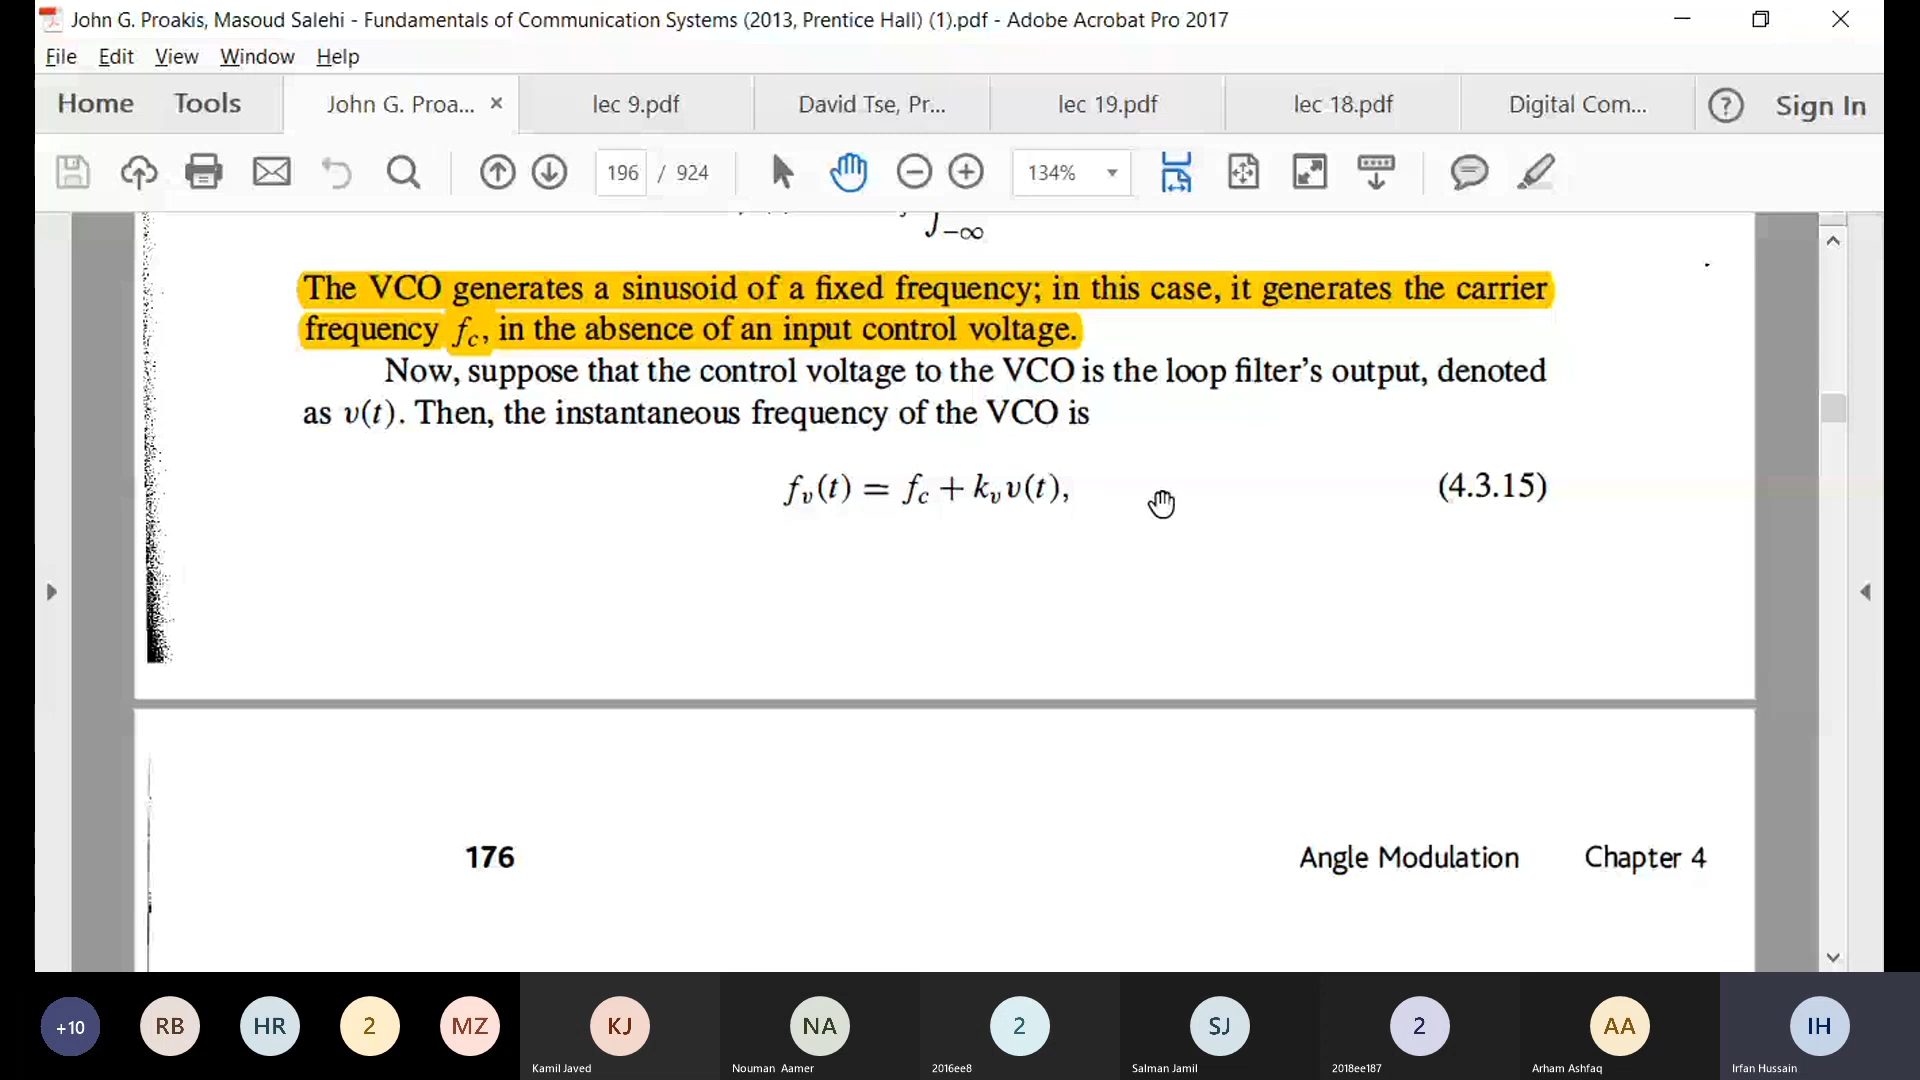 John G. Proakis, Masoud Salehi - Fundamentals of Communication Systems (2013, Prentice Hall) (1).pdf - Adobe Acrobat Pro 2017
File Edit View Window Help
Home Tools John G. Proa... × lec 9.pdf David Tse, Pr... lec 19.pdf lec 18.pdf Digital Com... ? Sign In
196 / 924 134%
∫−∞
The VCO generates a sinusoid of a fixed frequency; in this case, it generates the carrier
frequency fc, in the absence of an input control voltage.
Now, suppose that the control voltage to the VCO is the loop filter's output, denoted
as v(t). Then, the instantaneous frequency of the VCO is
fv(t) = fc + kvv(t), (4.3.15)
176 Angle Modulation Chapter 4
+10 RB HR 2 MZ KJ NA 2 SJ 2 AA IH
Kamil Javed Nouman Aamer 2016ee8 Salman Jamil 2018ee187 Arham Ashfaq Irfan Hussain